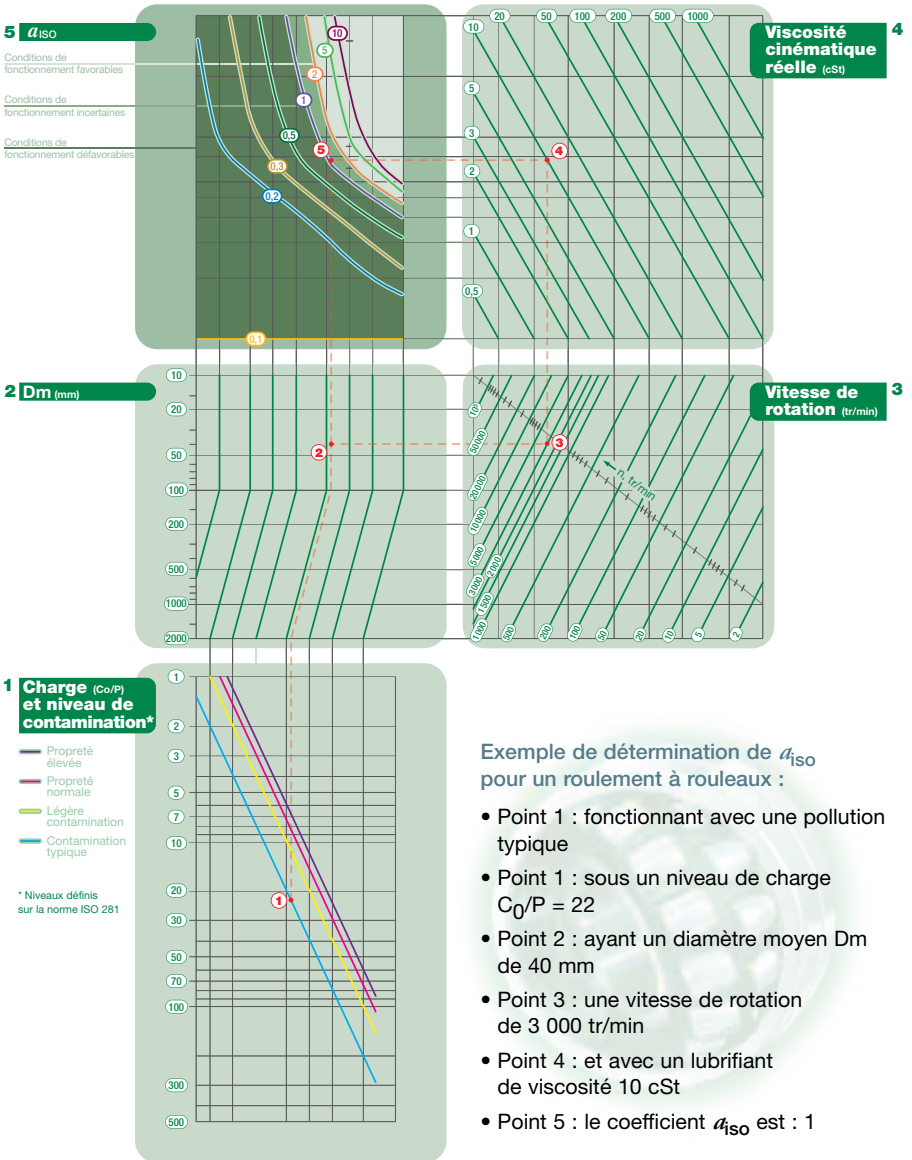 5 aISO
Conditions de
fonctionnement favorables
Conditions de
fonctionnement incertaines
Conditions de
fonctionnement défavorables
10
5
2
1
0,5
0,3
0,2
0,1
5
4
Viscosité
cinématique
réelle (cSt)
20 50 100 200 500 1000
10
5
3
2
1
0,5
4
2 Dm (mm)
10
20
50
100
200
500
1000
2000
2
3
Vitesse de
rotation (tr/min)
3
n, tr/min
50000
20000
10000
5000
3000
2000
1500
1000
500
200
100
50
20
10
5
2
1 Charge (Co/P)
et niveau de
contamination*
Propreté
élevée
Propreté
normale
Légère
contamination
Contamination
typique
* Niveaux définis
sur la norme ISO 281
1
2
3
5
7
10
20
30
50
70
100
300
500
1
Exemple de détermination de aiso
pour un roulement à rouleaux :
• Point 1 : fonctionnant avec une pollution
typique
• Point 1 : sous un niveau de charge
C0/P = 22
• Point 2 : ayant un diamètre moyen Dm
de 40 mm
• Point 3 : une vitesse de rotation
de 3 000 tr/min
• Point 4 : et avec un lubrifiant
de viscosité 10 cSt
• Point 5 : le coefficient aiso est : 1